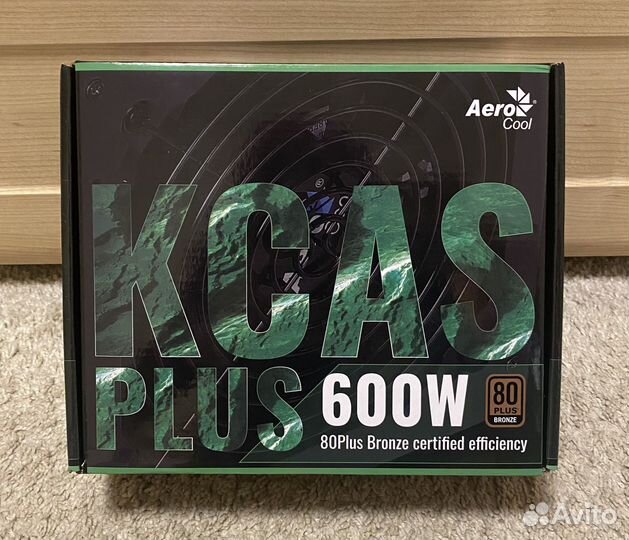 Aero
Cool
KCAS
PLUS
600W
80
PLUS
BRONZE
80Plus Bronze certified efficiency
Avito